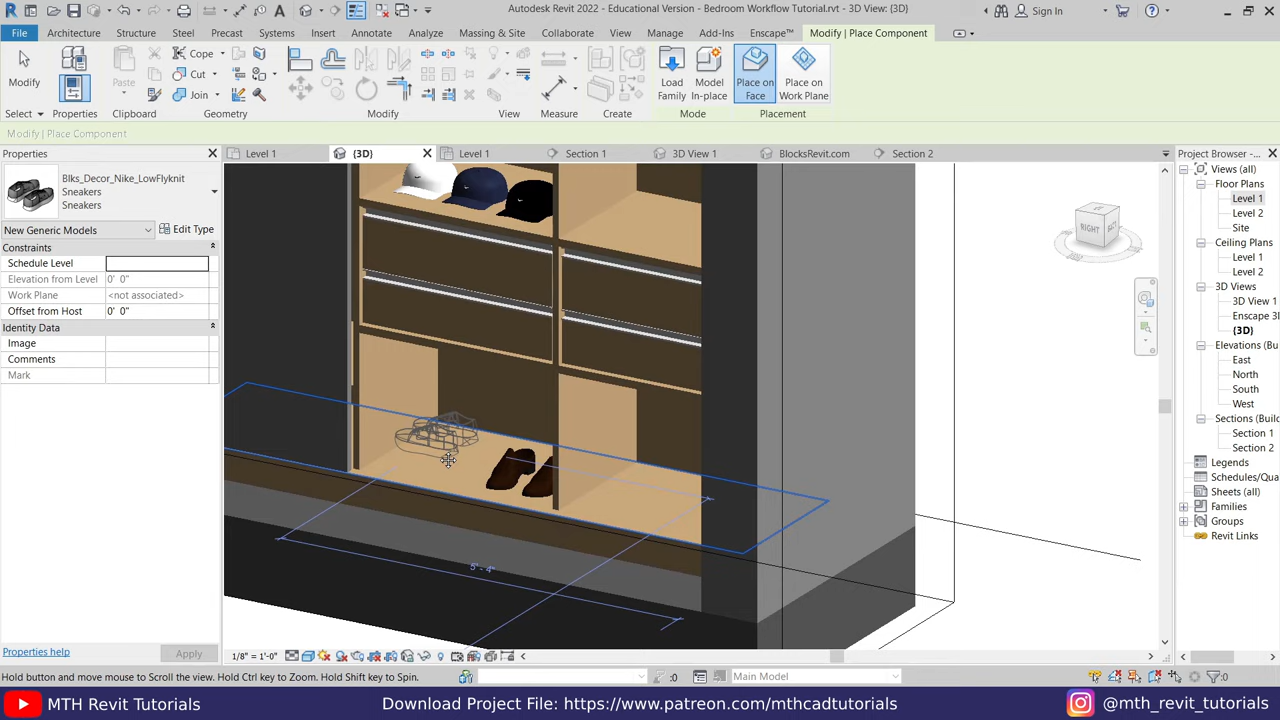 Autodesk Revit 2022 - Educational Version - Bedroom Workflow Tutorial.rvt - 3D View: {3D}
Sign In
File
Architecture
Structure
Steel
Precast
Systems
Insert
Annotate
Analyze
Massing & Site
Collaborate
View
Manage
Add-Ins
Enscape™
Modify | Place Component
Modify
Paste
Cope
Cut
Join
Load
Family
Model
In-place
Place on
Face
Place on
Work Plane
Select
Properties
Clipboard
Geometry
Modify
View
Measure
Create
Mode
Placement
Modify | Place Component
Properties
Level 1
{3D}
Level 1
Section 1
3D View 1
BlocksRevit.com
Section 2
Project Browser -
Blks_Decor_Nike_LowFlyknit
Sneakers
Sneakers
New Generic Models
Edit Type
Constraints
Schedule Level
Elevation from Level
0' 0"
Work Plane
<not associated>
Offset from Host
0' 0"
Identity Data
Image
Comments
Mark
Properties help
Apply
5' - 4"
RIGHT
Views (all)
Floor Plans
Level 1
Level 2
Site
Ceiling Plans
Level 1
Level 2
3D Views
3D View 1
Enscape 3
{3D}
Elevations (B
East
North
South
West
Sections (B
Section 1
Section 2
Legends
Schedules/Q
Sheets (all)
Families
Groups
Revit Links
1/8" = 1'-0"
Hold button and move mouse to Scroll the view. Hold Ctrl key to Zoom. Hold Shift key to Spin.
:0
Main Model
:0
MTH Revit Tutorials
Download Project File: https://www.patreon.com/mthcadtutorials
@mth_revit_tutorials